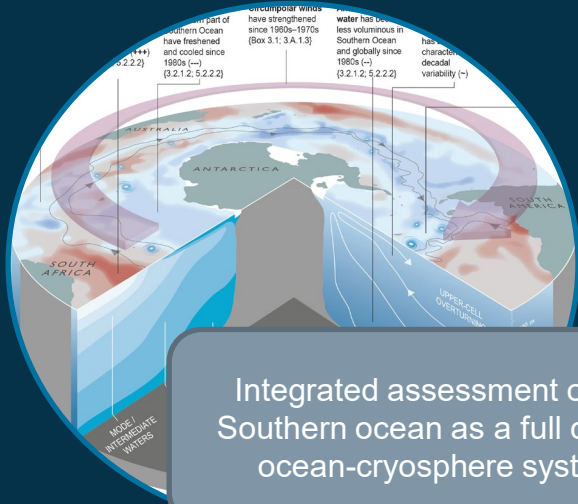 part of
Southern Ocean
have freshened
and cooled since
1980s (---)
{3.2.1.2; 5.2.2.2}
(+++)
5.2.2.2}
Circumpolar winds
have strengthened
since 1960s–1970s
{Box 3.1; 3.A.1.3}
water has
less voluminous in
Southern Ocean
and globally since
1980s (--)
{3.2.1.2; 5.2.2.2}
has
decadal
variability (~)
AUSTRALIA
ANTARCTICA
SOUTH
AMERICA
SOUTH
AFRICA
UPPER-CELL
OVERTURNING
MODE /
INTERMEDIATE
WATERS
Integrated assessment
Southern ocean as a full
ocean-cryosphere